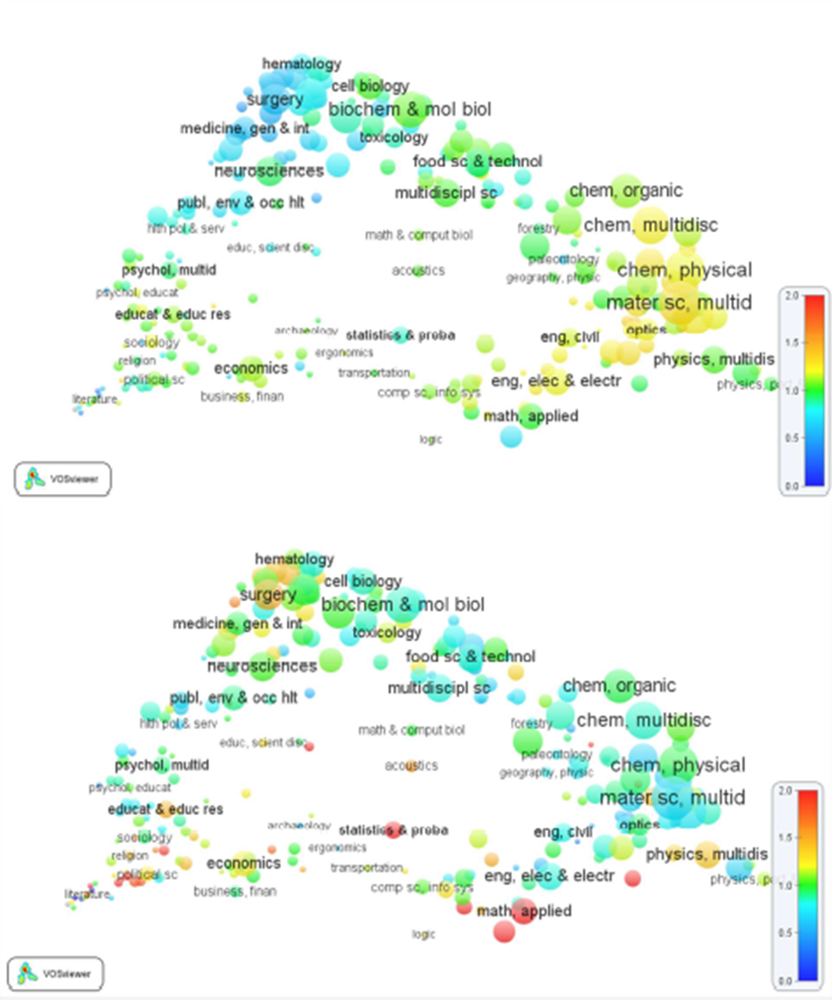 hematology
cell biology
surgery
biochem & mol biol
medicine, gen & int
toxicology
food sc & technol
neurosciences
chem, organic
multidiscipl sc
publ, env & occ hlt
chem, multidisc
hlth pol & serv
forestry
math & comput biol
educ, scient disc
paleontology
psychol, multid
acoustics
chem, physical
geography, physic
psychol, educat
2.0
mater sc, multid
educat & educ res
archaeology
optics
statistics & proba
eng, civil
sociology
1.5
ergonomics
religion
physics, multidis
economics
transportation
political sc
eng, elec & electr
physics, part
1.0
comp sc, info sys
business, finan
literature
math, applied
logic
0.5
VOSviewer
0.0
hematology
cell biology
surgery
biochem & mol biol
medicine, gen & int
toxicology
food sc & technol
neurosciences
chem, organic
multidiscipl sc
publ, env & occ hlt
chem, multidisc
hlth pol & serv
forestry
math & comput biol
educ, scient disc
paleontology
psychol, multid
acoustics
chem, physical
geography, physic
psychol, educat
2.0
mater sc, multid
educat & educ res
archaeology
optics
statistics & proba
eng, civil
sociology
1.5
ergonomics
religion
physics, multidis
economics
transportation
political sc
eng, elec & electr
physics,
1.0
comp sc, info sys
business, finan
literature
math, applied
logic
0.5
VOSviewer
0.0